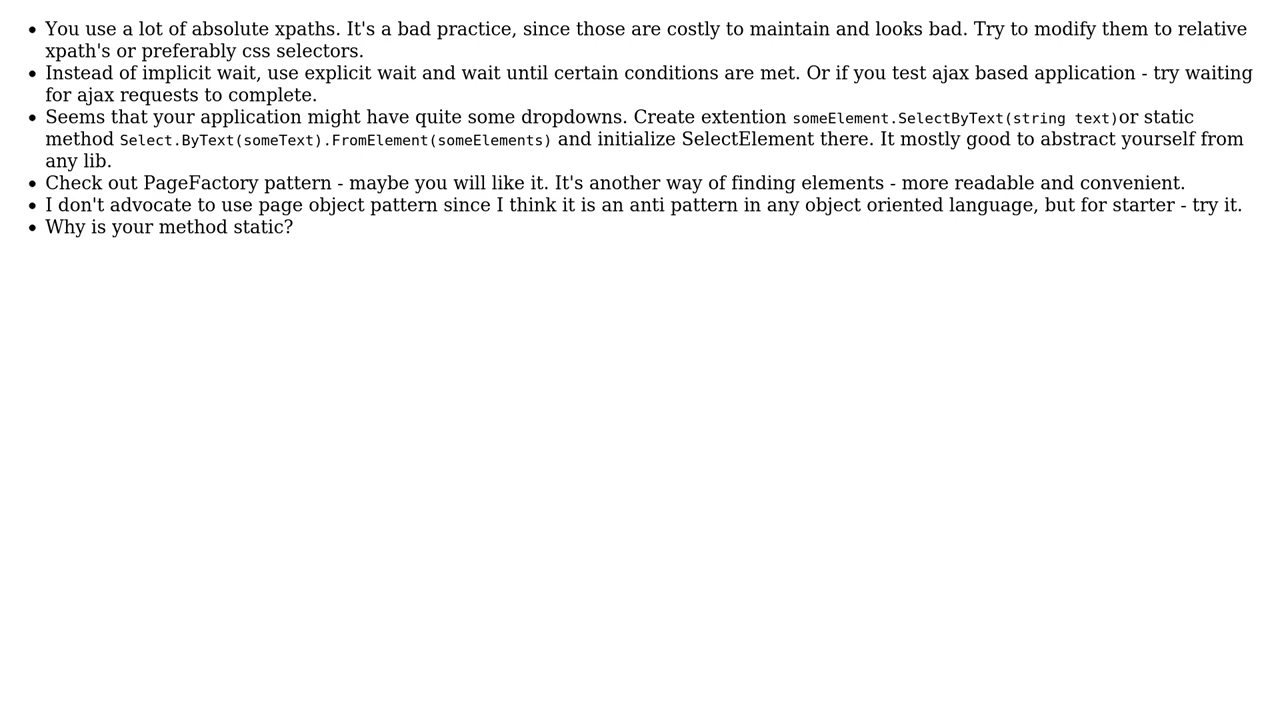 You use a lot of absolute xpaths. It's a bad practice, since those are costly to maintain and looks bad. Try to modify them to relative
xpath's or preferably css selectors.
Instead of implicit wait, use explicit wait and wait until certain conditions are met. Or if you test ajax based application - try waiting
for ajax requests to complete.
Seems that your application might have quite some dropdowns. Create extention someElement.SelectByText(string text)or static
method Select.ByText(someText).FromElement(someElements) and initialize SelectElement there. It mostly good to abstract yourself from
any lib.
Check out PageFactory pattern - maybe you will like it. It's another way of finding elements - more readable and convenient.
I don't advocate to use page object pattern since I think it is an anti pattern in any object oriented language, but for starter - try it.
Why is your method static?